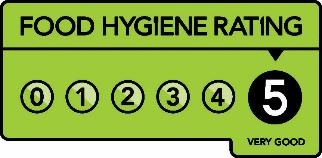 FOOD HYGIENE RATING
0 1 2 3 4 5
VERY GOOD